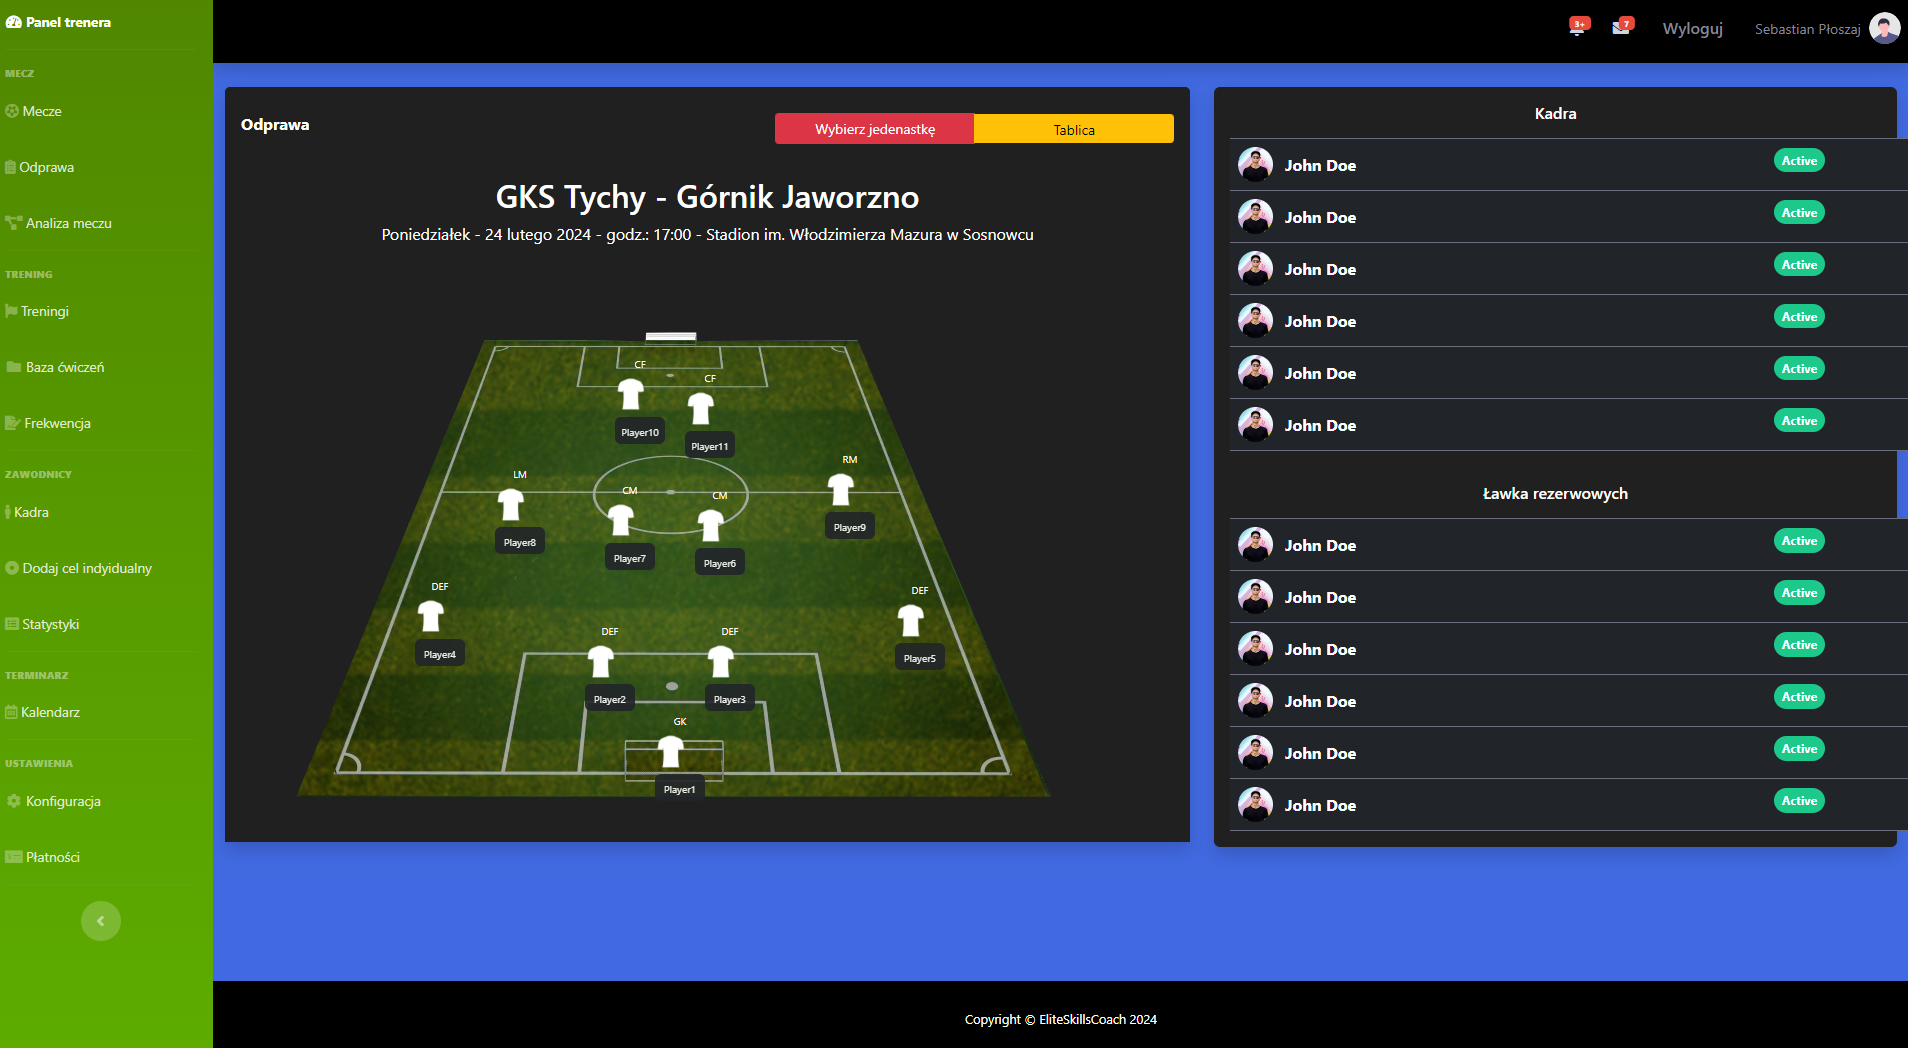 Panel trenera
MECZ
Mecze
Odprawa
Analiza meczu
TRENING
Treningi
Baza ćwiczeń
Frekwencja
ZAWODNICY
Kadra
Dodaj cel indyidualny
Statystyki
TERMINARZ
Kalendarz
USTAWIENIA
Konfiguracja
Płatności
3+
7
Wyloguj
Sebastian Płoszaj
Odprawa
Wybierz jedenastkę
Tablica
GKS Tychy - Górnik Jaworzno
Poniedziałek - 24 lutego 2024 - godz.: 17:00 - Stadion im. Włodzimierza Mazura w Sosnowcu
CF
Player10
CF
Player11
LM
Player8
CM
Player7
CM
Player6
RM
Player9
DEF
Player4
DEF
Player2
DEF
Player3
DEF
Player5
GK
Player1
Kadra
John Doe Active
John Doe Active
John Doe Active
John Doe Active
John Doe Active
John Doe Active
Ławka rezerwowych
John Doe Active
John Doe Active
John Doe Active
John Doe Active
John Doe Active
John Doe Active
Copyright © EliteSkillsCoach 2024